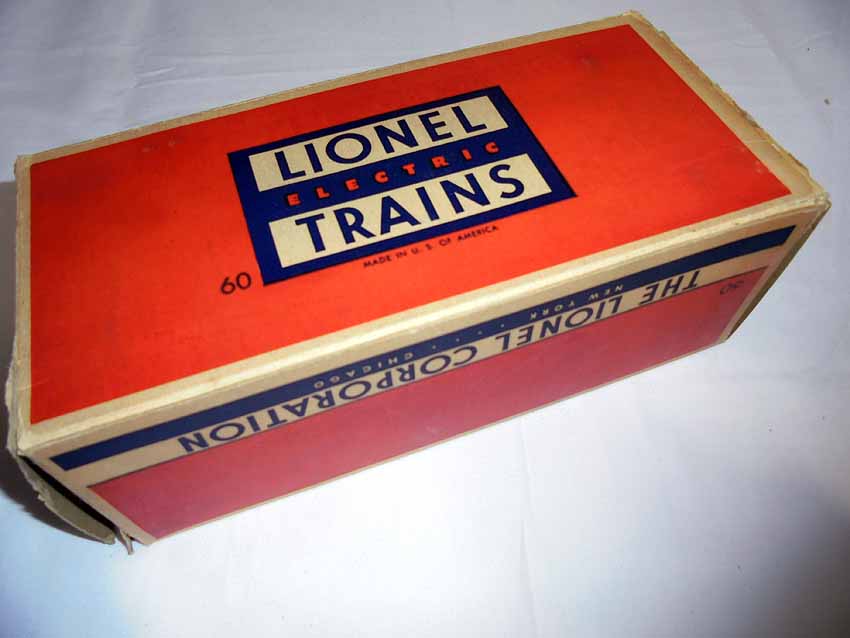 LIONEL
ELECTRIC
TRAINS
MADE IN U. S. OF AMERICA
60
THE LIONEL CORPORATION
NEW YORK . . . . . CHICAGO
60